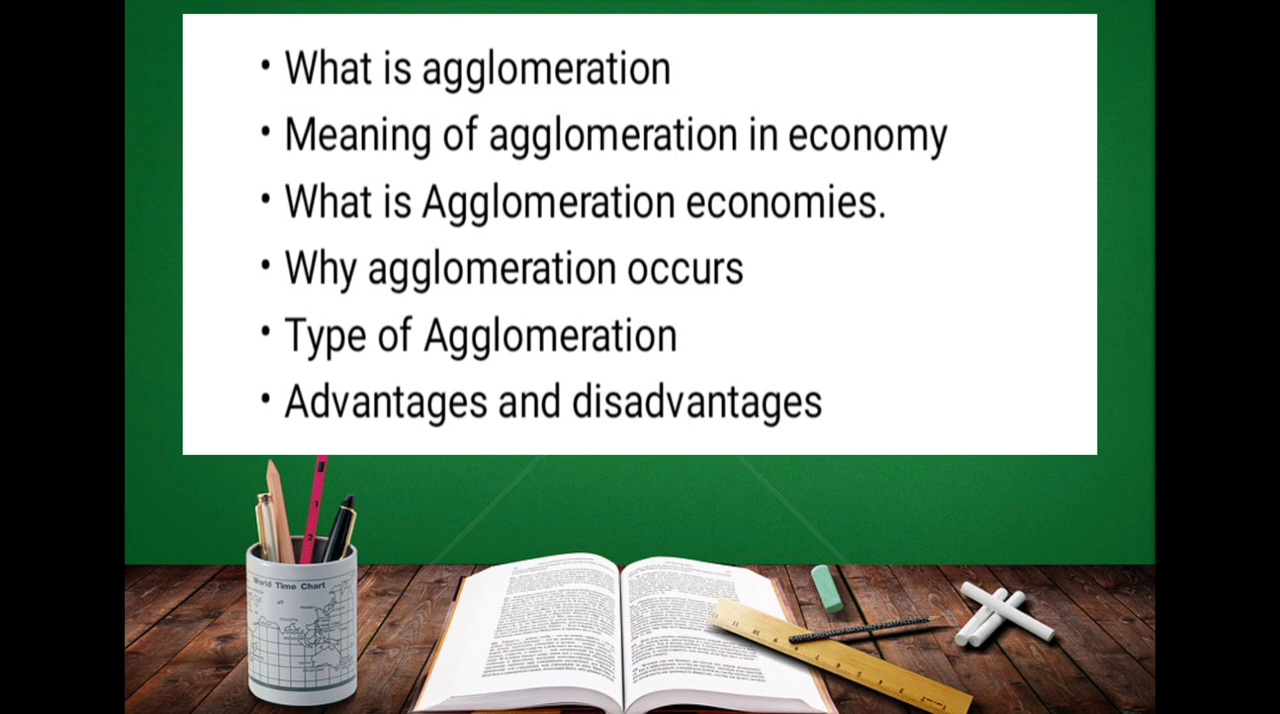 • What is agglomeration
• Meaning of agglomeration in economy
• What is Agglomeration economies.
• Why agglomeration occurs
• Type of Agglomeration
• Advantages and disadvantages
World Time Chart